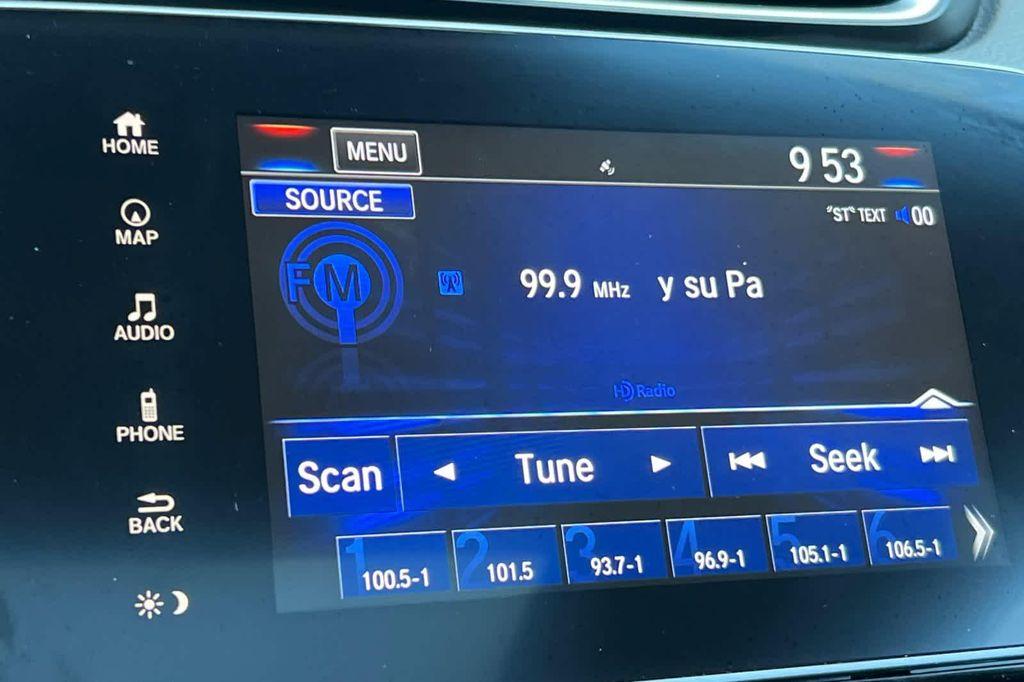 HOME
MAP
AUDIO
PHONE
BACK
MENU
9 53
SOURCE
"ST" TEXT 00
FM
99.9 MHz y su Pa
HD Radio
Scan
Tune
Seek
1 100.5-1
2 101.5
3 93.7-1
4 96.9-1
5 105.1-1
6 106.5-1